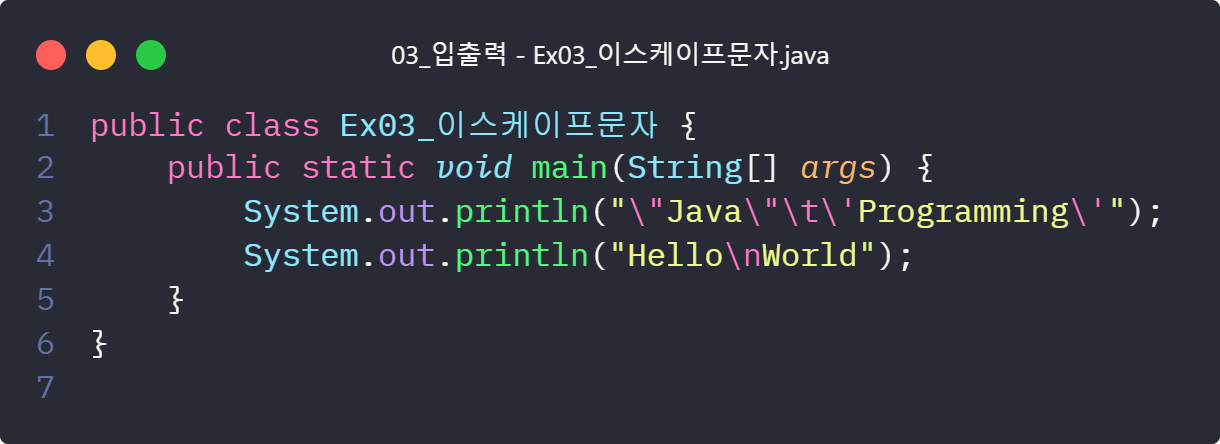 03_입출력 - Ex03_이스케이프문자.java
1 public class Ex03_이스케이프문자 {
2     public static void main(String[] args) {
3         System.out.println("\"Java\"\t\'Programming\'");
4         System.out.println("Hello\nWorld");
5     }
6 }
7